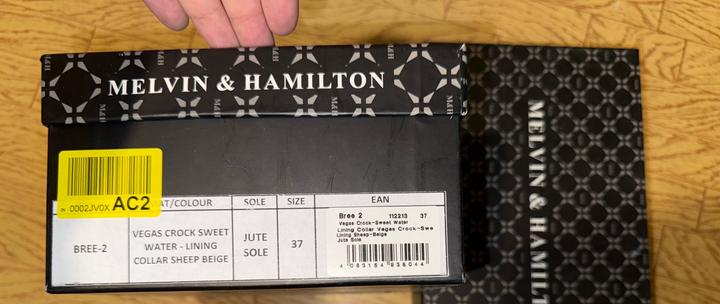 MELVIN & HAMILTON
0002JV0X AC2
AT/COLOUR SOLE SIZE EAN
BREE-2
VEGAS CROCK SWEET
WATER - LINING
COLLAR SHEEP BEIGE
JUTE
SOLE
37
Bree 2 112213 37
Vegas Crock-Sweet Water
Lining Collar Vegas Crock-Swe
Lining Sheep-Beige
Jute Sole
MELVIN & HAMILT